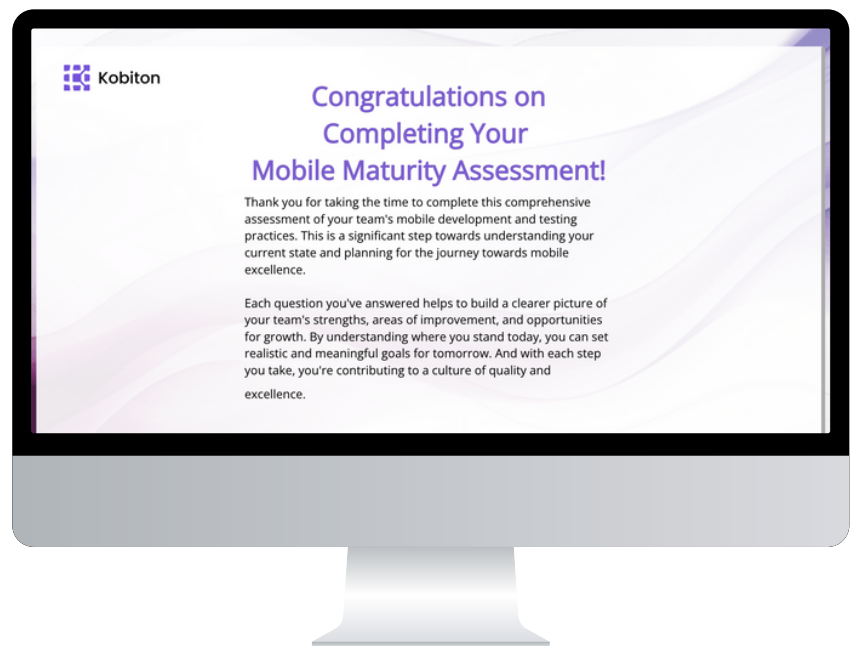 Kobiton
Congratulations on
Completing Your
Mobile Maturity Assessment!
Thank you for taking the time to complete this comprehensive
assessment of your team's mobile development and testing
practices. This is a significant step towards understanding your
current state and planning for the journey towards mobile
excellence.
Each question you've answered helps to build a clearer picture of
your team's strengths, areas of improvement, and opportunities
for growth. By understanding where you stand today, you can set
realistic and meaningful goals for tomorrow. And with each step
you take, you're contributing to a culture of quality and
excellence.